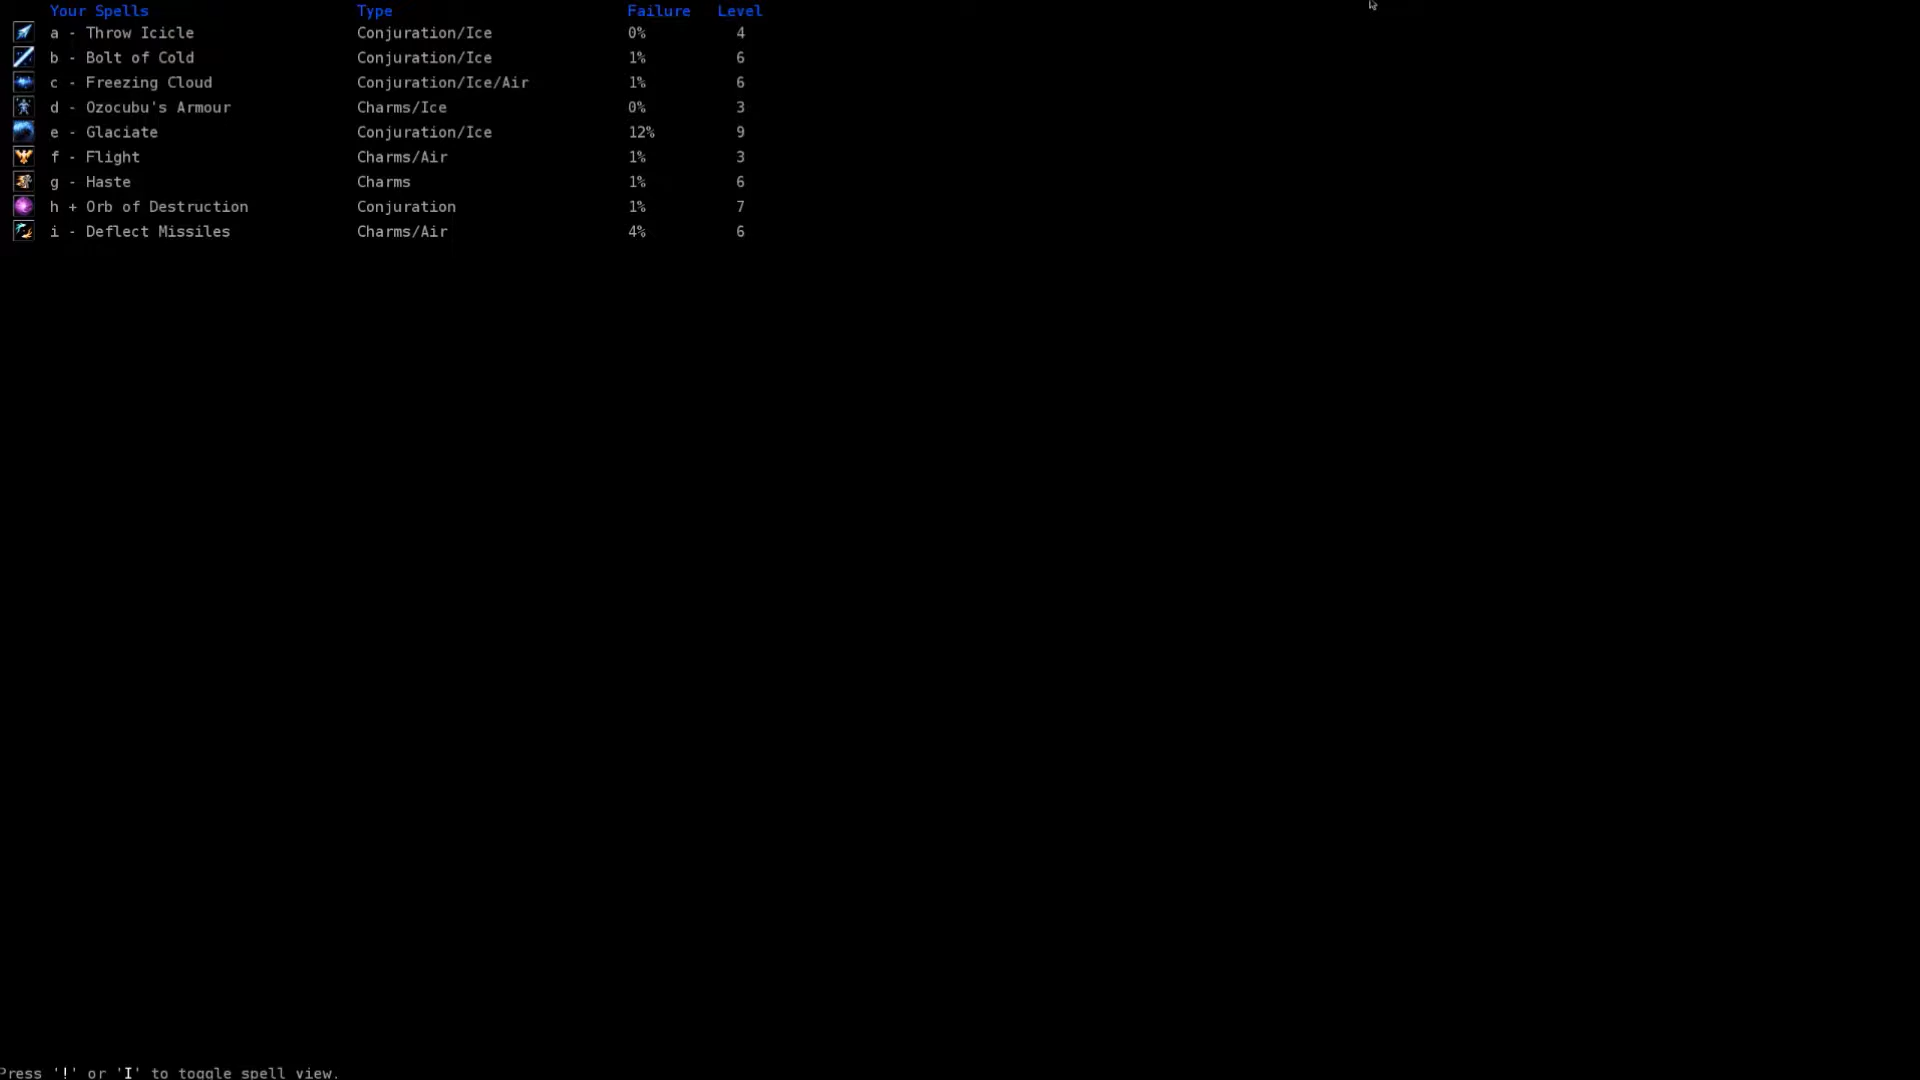 Your Spells Type Failure Level
a - Throw Icicle Conjuration/Ice 0% 4
b - Bolt of Cold Conjuration/Ice 1% 6
c - Freezing Cloud Conjuration/Ice/Air 1% 6
d - Ozocubu's Armour Charms/Ice 0% 3
e - Glaciate Conjuration/Ice 12% 9
f - Flight Charms/Air 1% 3
g - Haste Charms 1% 6
h + Orb of Destruction Conjuration 1% 7
i - Deflect Missiles Charms/Air 4% 6
Press '!' or 'I' to toggle spell view.